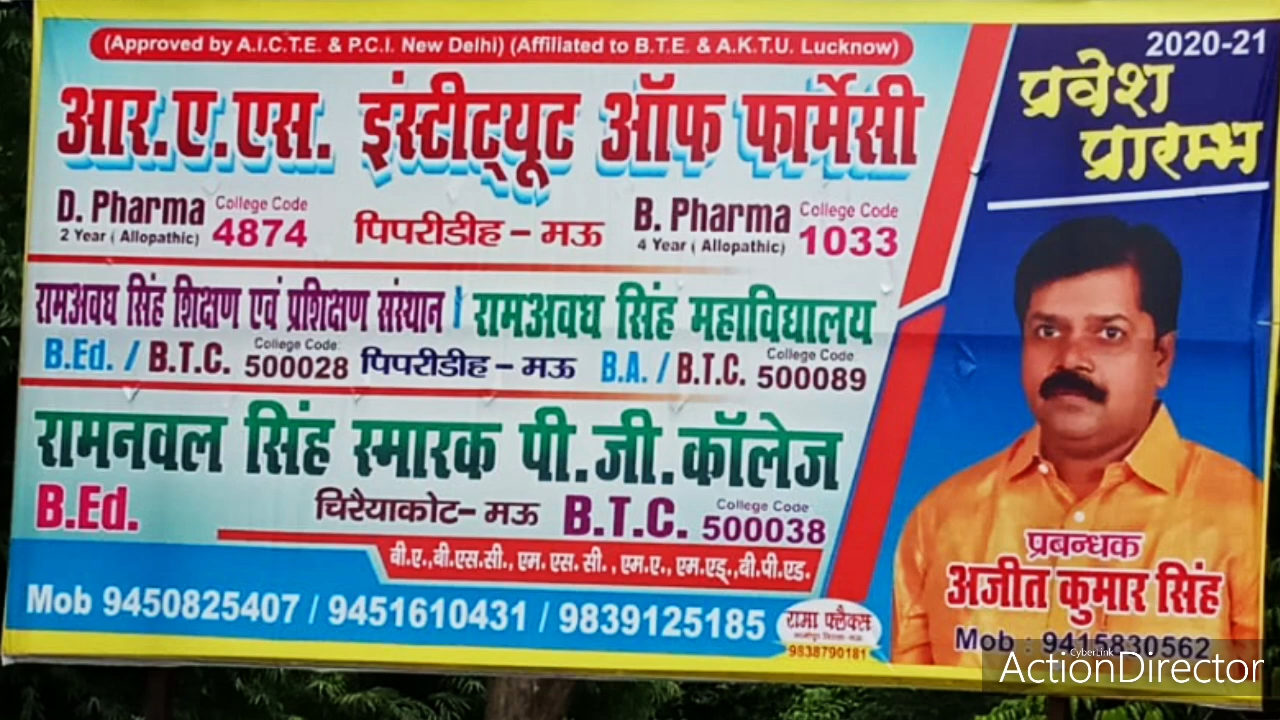 (Approved by A.I.C.T.E. & P.C.I. New Delhi) (Affiliated to B.T.E. & A.K.T.U. Lucknow)
2020-21
प्रवेश
प्रारम्भ
आर.ए.एस. इंस्टीट्यूट ऑफ फार्मेसी
D. Pharma College Code 4874
2 Year ( Allopathic)
पिपरीडीह - मऊ
B. Pharma College Code 1033
4 Year ( Allopathic)
रामअवध सिंह शिक्षण एवं प्रशिक्षण संस्थान | रामअवध सिंह महाविद्यालय
B.Ed. / B.T.C. College Code: 500028 पिपरीडीह - मऊ B.A. / B.T.C. College Code 500089
रामनवल सिंह स्मारक पी.जी.कॉलेज
B.Ed. चिरैयाकोट- मऊ B.T.C. College Code 500038
बी.ए.,बी.एस.सी., एम. एस. सी. , एम.ए., एम.एड्.,बी.पी.एड.
Mob 9450825407 / 9451610431 / 9839125185
रामा फ्लैक्स
9838790181
प्रबन्धक
अजीत कुमार सिंह
Mob : 9415830562
CyberLink
ActionDirector